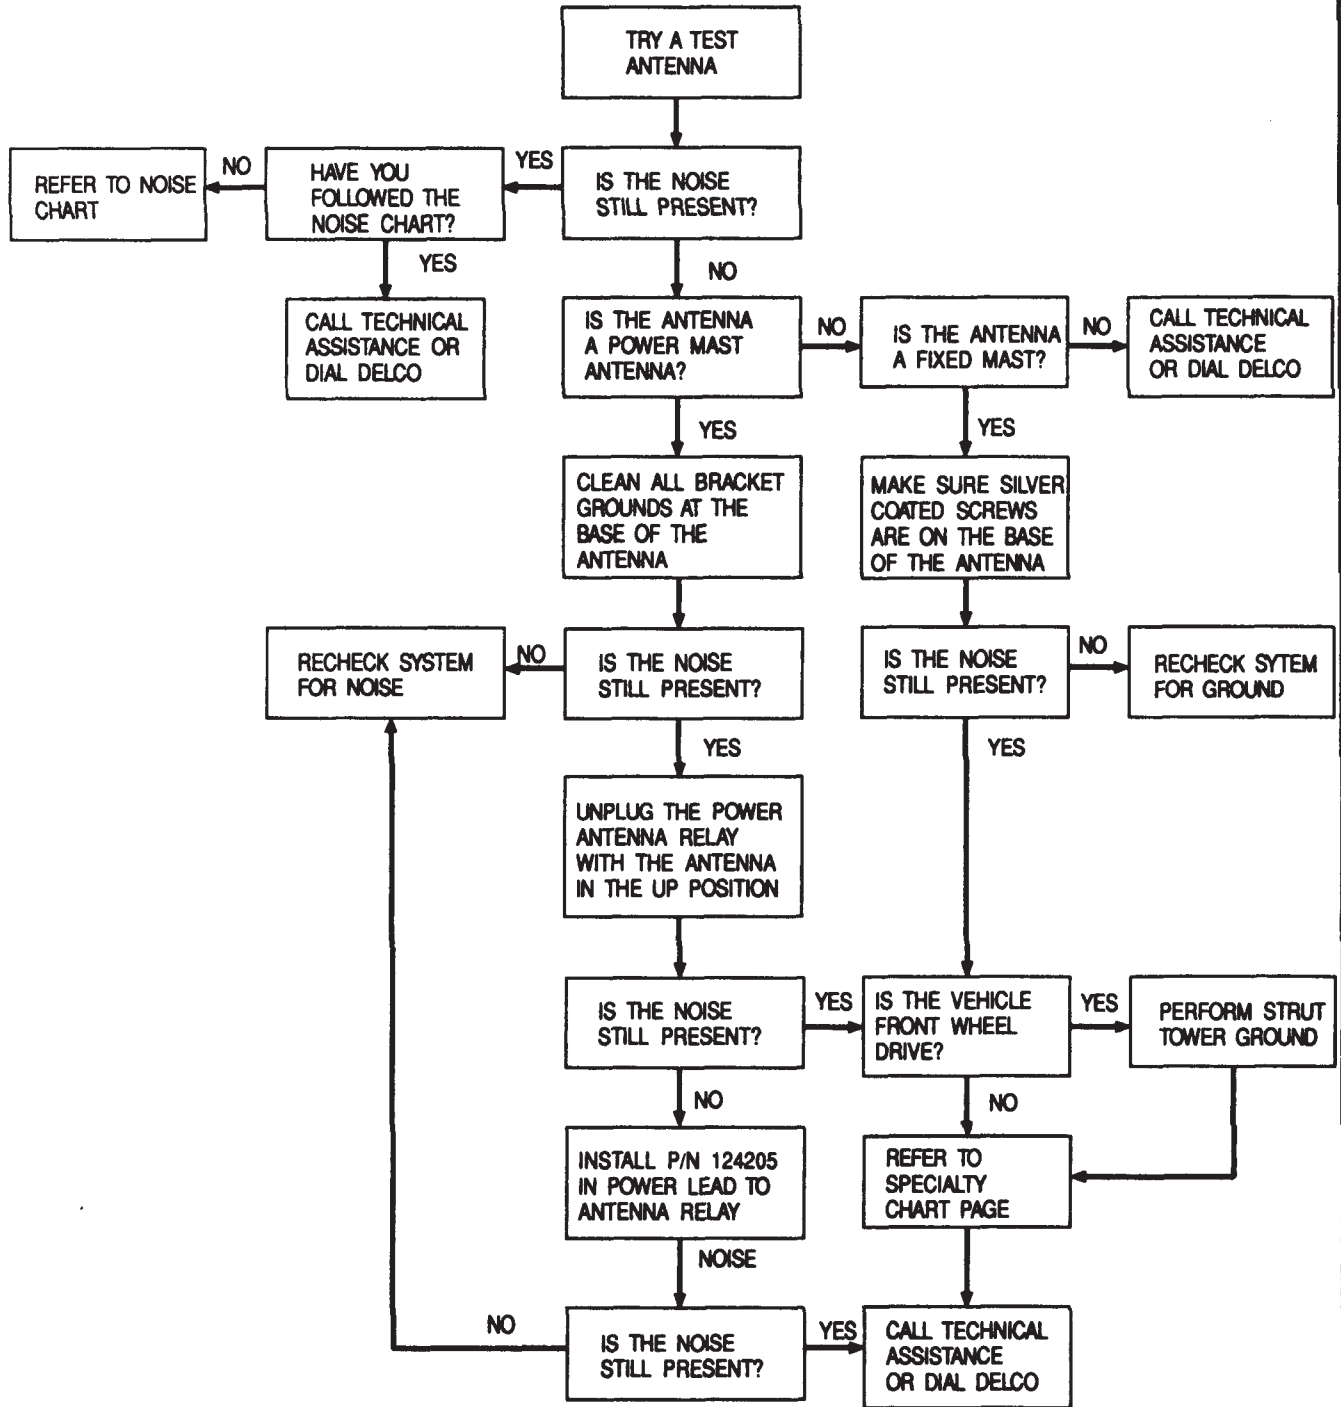 TRY A TEST
ANTENNA
REFER TO NOISE
CHART
NO
HAVE YOU
FOLLOWED THE
NOISE CHART?
YES
IS THE NOISE
STILL PRESENT?
YES
NO
CALL TECHNICAL
ASSISTANCE OR
DIAL DELCO
IS THE ANTENNA
A POWER MAST
ANTENNA?
NO
IS THE ANTENNA
A FIXED MAST?
NO
CALL TECHNICAL
ASSISTANCE
OR DIAL DELCO
YES
YES
CLEAN ALL BRACKET
GROUNDS AT THE
BASE OF THE
ANTENNA
MAKE SURE SILVER
COATED SCREWS
ARE ON THE BASE
OF THE ANTENNA
RECHECK SYSTEM
FOR NOISE
NO
IS THE NOISE
STILL PRESENT?
IS THE NOISE
STILL PRESENT?
NO
RECHECK SYTEM
FOR GROUND
YES
YES
UNPLUG THE POWER
ANTENNA RELAY
WITH THE ANTENNA
IN THE UP POSITION
IS THE NOISE
STILL PRESENT?
YES
IS THE VEHICLE
FRONT WHEEL
DRIVE?
YES
PERFORM STRUT
TOWER GROUND
NO
NO
INSTALL P/N 124205
IN POWER LEAD TO
ANTENNA RELAY
REFER TO
SPECIALTY
CHART PAGE
NOISE
NO
IS THE NOISE
STILL PRESENT?
YES
CALL TECHNICAL
ASSISTANCE
OR DIAL DELCO